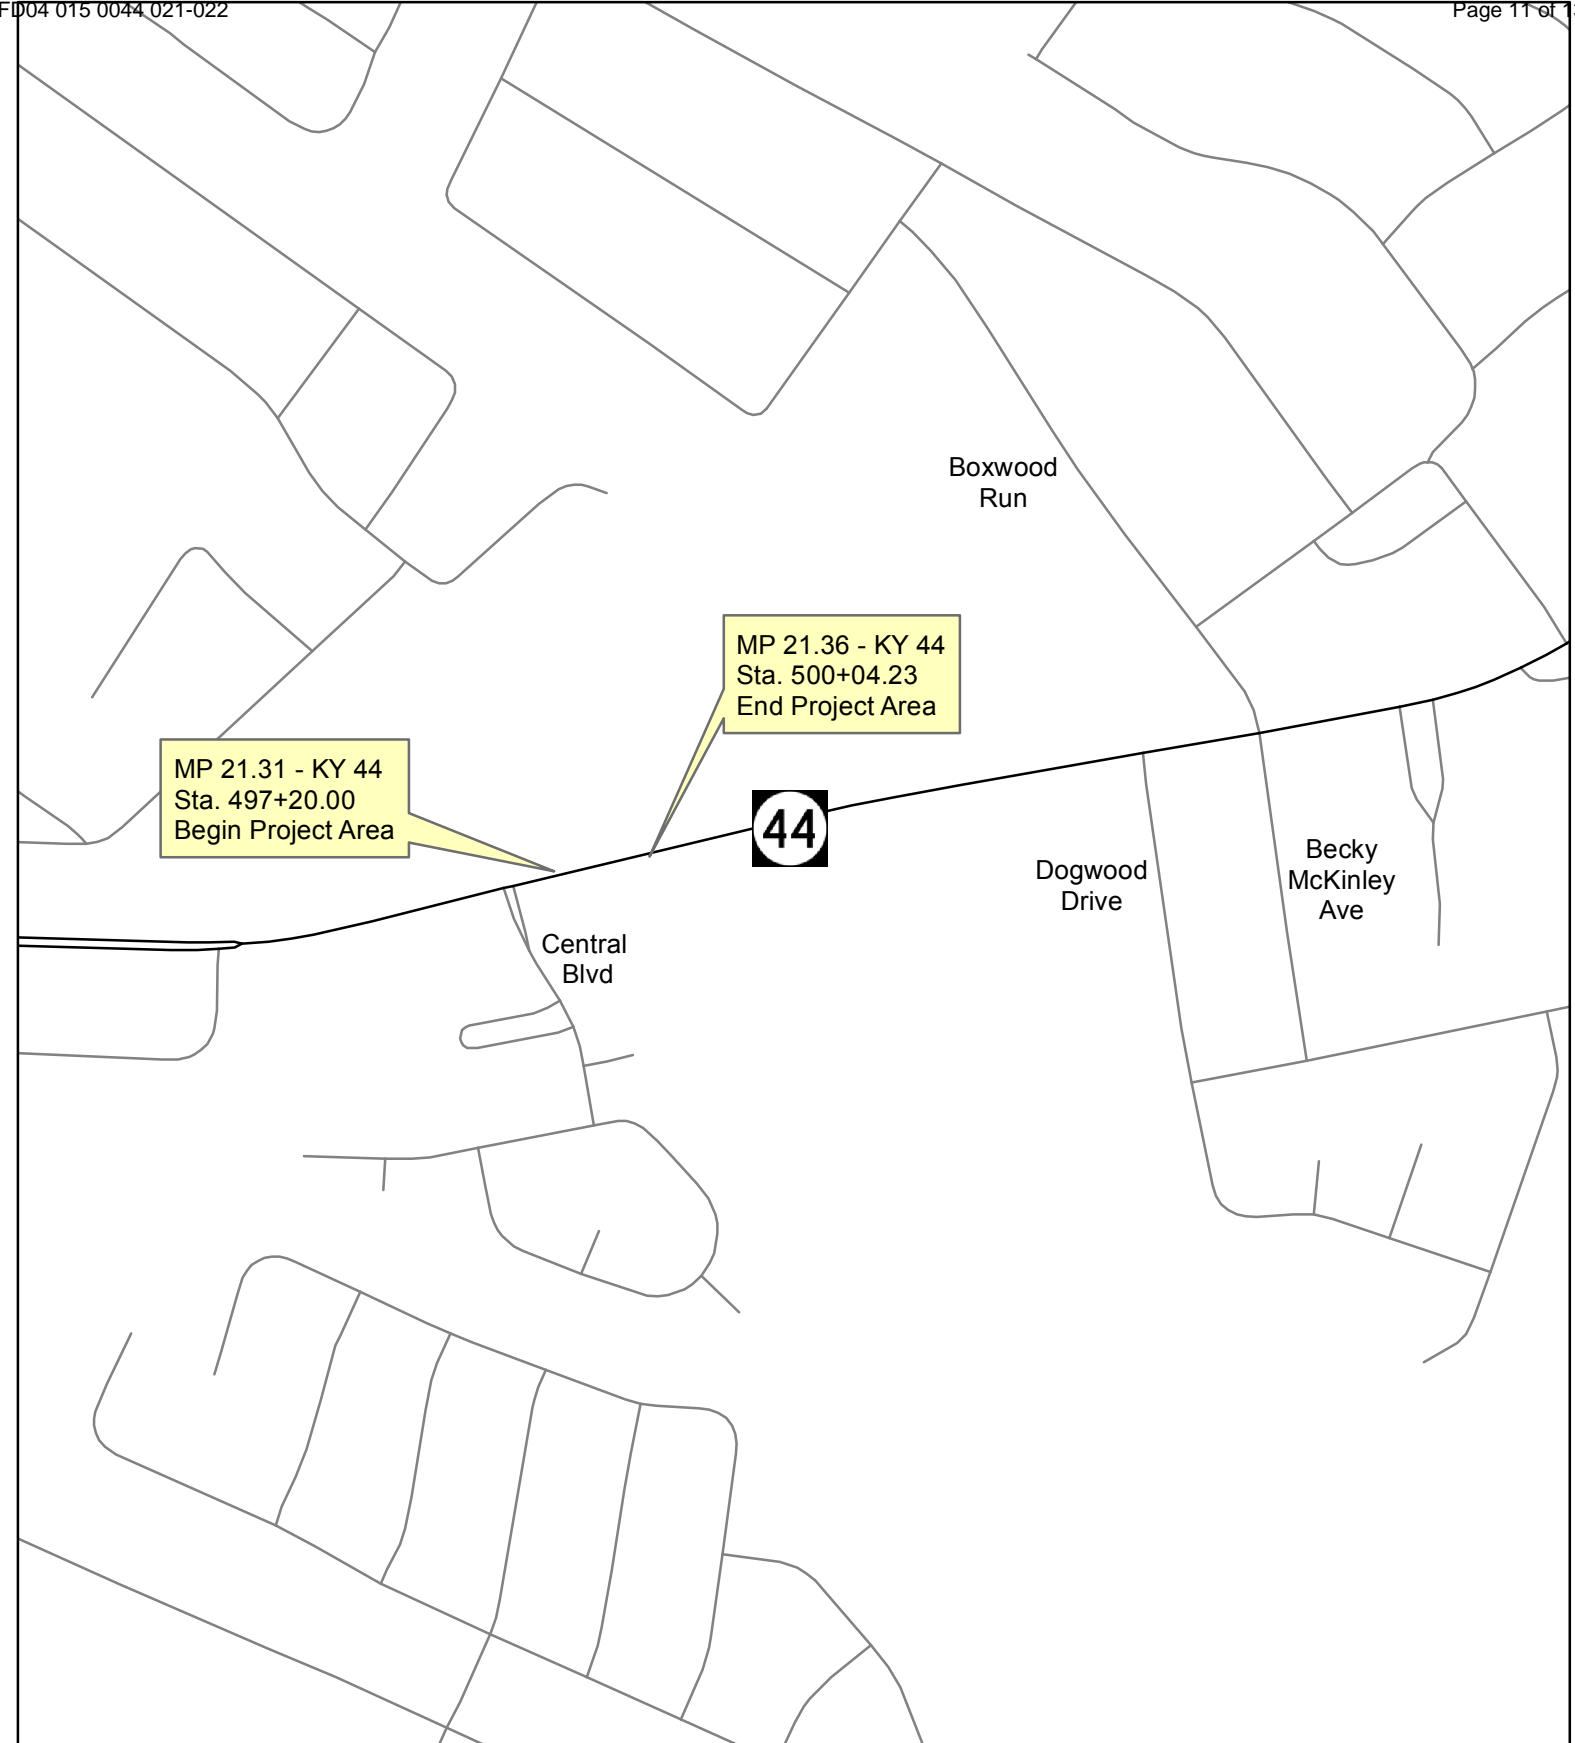 FD04 015 0044 021-022
Page 11 of 1
Boxwood
Run
MP 21.36 - KY 44
Sta. 500+04.23
End Project Area
MP 21.31 - KY 44
Sta. 497+20.00
Begin Project Area
44
Dogwood
Drive
Becky
McKinley
Ave
Central
Blvd